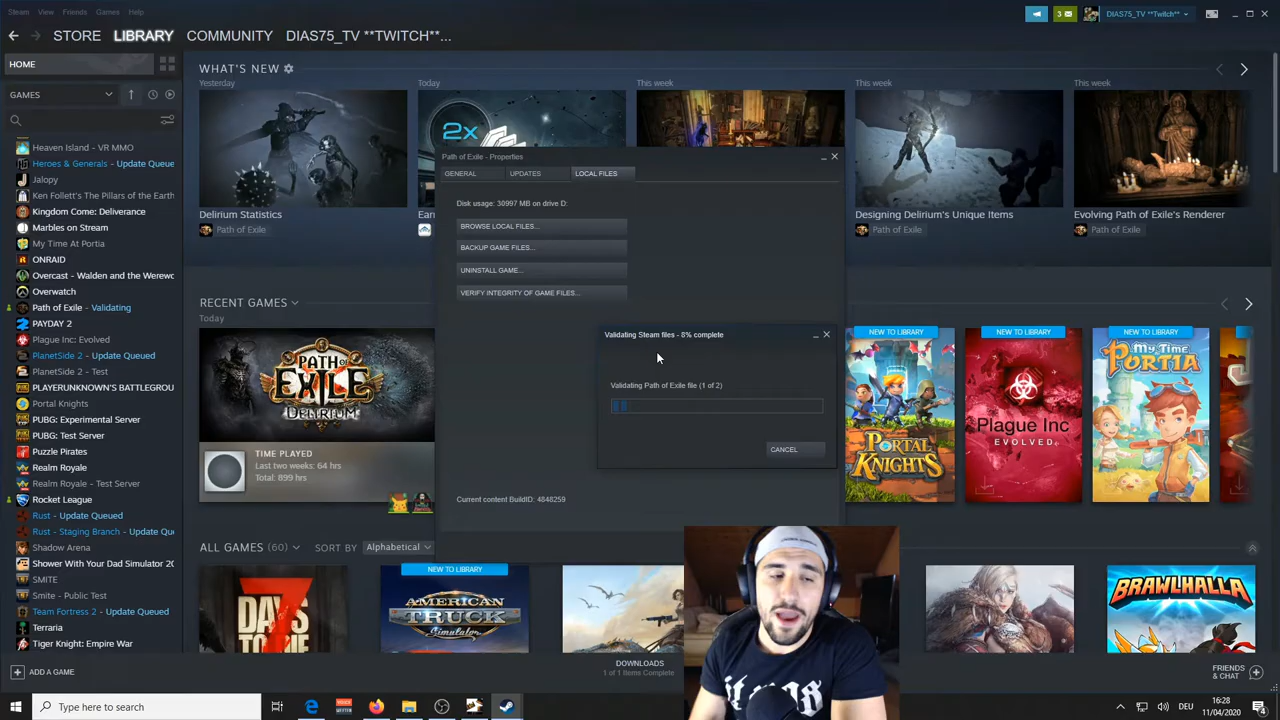 Steam View Friends Games Help
3 DIAS75_TV **Twitch**
STORE LIBRARY COMMUNITY DIAS75_TV **TWITCH**...
HOME
GAMES
Heaven Island - VR MMO
Heroes & Generals - Update Queued
Jalopy
Ken Follett's The Pillars of the Earth
Kingdom Come: Deliverance
Marbles on Stream
My Time At Portia
ONRAID
Overcast - Walden and the Werewo
Overwatch
Path of Exile - Validating
PAYDAY 2
Plague Inc: Evolved
PlanetSide 2 - Update Queued
PlanetSide 2 - Test
PLAYERUNKNOWN'S BATTLEGROU
Portal Knights
PUBG: Experimental Server
PUBG: Test Server
Puzzle Pirates
Realm Royale
Realm Royale - Test Server
Rocket League
Rust - Update Queued
Rust - Staging Branch - Update Qu
Shadow Arena
Shower With Your Dad Simulator 20
SMITE
Smite - Public Test
Team Fortress 2 - Update Queued
Terraria
Tiger Knight: Empire War
ADD A GAME
WHAT'S NEW
Yesterday
Today
This week
This week
This week
2x
Delirium Statistics
Path of Exile
Designing Delirium's Unique Items
Path of Exile
Evolving Path of Exile's Renderer
Path of Exile
Path of Exile - Properties
GENERAL UPDATES LOCAL FILES
Disk usage: 30997 MB on drive D:
BROWSE LOCAL FILES...
BACKUP GAME FILES...
UNINSTALL GAME...
VERIFY INTEGRITY OF GAME FILES...
Validating Steam files - 8% complete
Validating Path of Exile file (1 of 2)
CANCEL
Current content BuildID: 4848259
RECENT GAMES
Today
PATH OF
EXILE
DELIRIUM
TIME PLAYED
Last two weeks: 64 hrs
Total: 899 hrs
NEW TO LIBRARY
PORTAL
KNIGHTS
NEW TO LIBRARY
Plague Inc:
EVOLVED
NEW TO LIBRARY
My Time
PORTIA
ALL GAMES (60) SORT BY Alphabetical
7
DAYS
TO DIE
NEW TO LIBRARY
AMERICAN
TRUCK
Simulator
NEW TO LIBRARY
BRAWLHALLA
DOWNLOADS
1 of 1 Items Complete
FRIENDS
& CHAT
Type here to search
DEU
16:28
11/04/2020
4